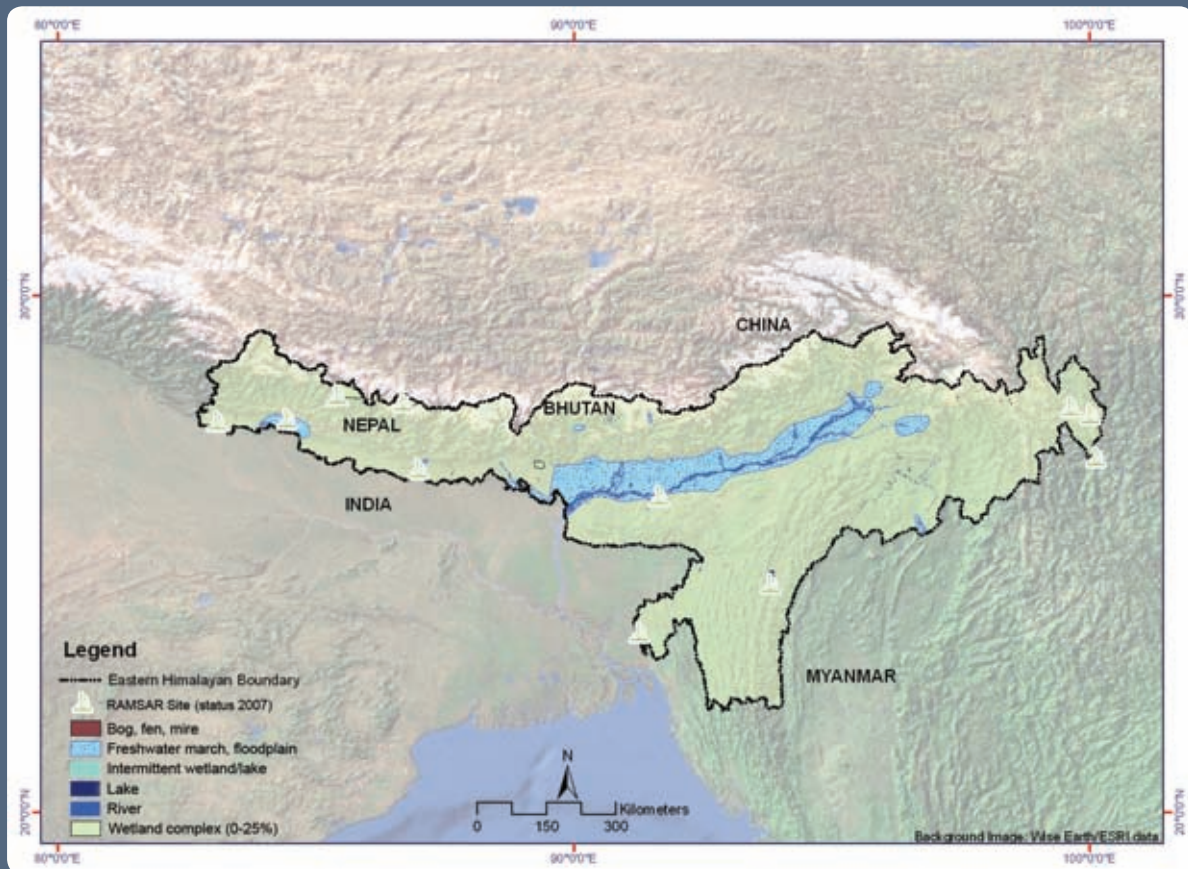 80°0'0"E 90°0'0"E 100°0'0"E
30°0'0"N 30°0'0"N
CHINA
BHUTAN
NEPAL
INDIA
MYANMAR
Legend
Eastern Himalayan Boundary
RAMSAR Site (status 2007)
Bog, fen, mire
Freshwater march, floodplain
Intermittent wetland/lake
Lake
River
Wetland complex (0-25%)
N
Kilometers
0 150 300
20°0'0"N 20°0'0"N
Background Image: Wise Earth/ESRI data
80°0'0"E 90°0'0"E 100°0'0"E